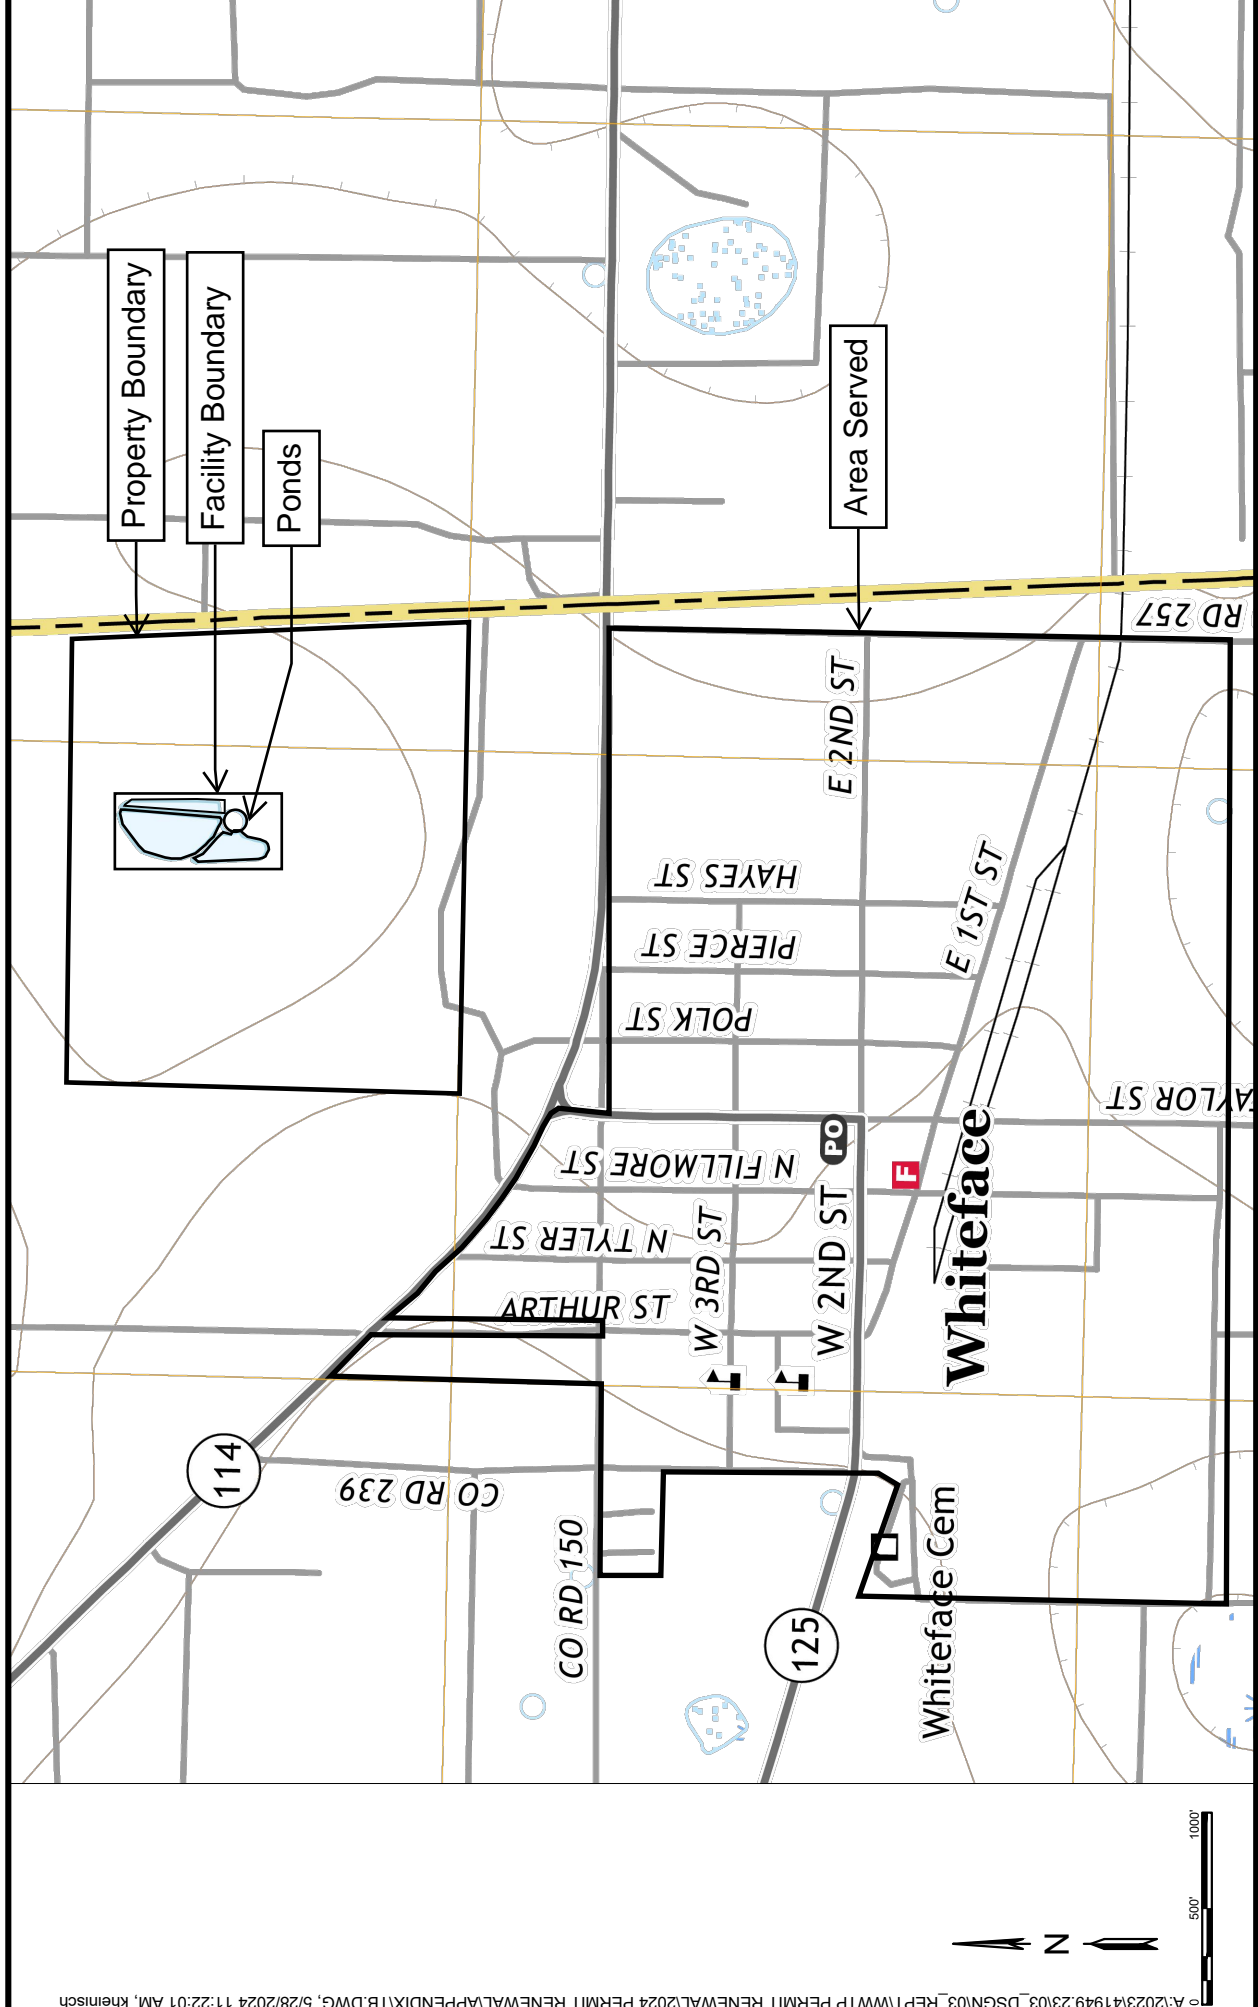 Property Boundary
Facility Boundary
Ponds
Area Served
RD 257
E 2ND ST
HAYES ST
PIERCE ST
E 1ST ST
POLK ST
AYLOR ST
PO
N FILLMORE ST
F
N TYLER ST
W 3RD ST
W 2ND ST
ARTHUR ST
Whiteface
114
CO RD 239
CO RD 150
125
Whiteface Cem
N
0
500'
1000'
A:\2023\41949.23\03_DSGN\03_REPT\WWTP PERMIT RENEWAL\2024 PERMIT RENEWAL\APPENDIX\TB.DWG, 5/28/2024 11:22:01 AM, kheinisch